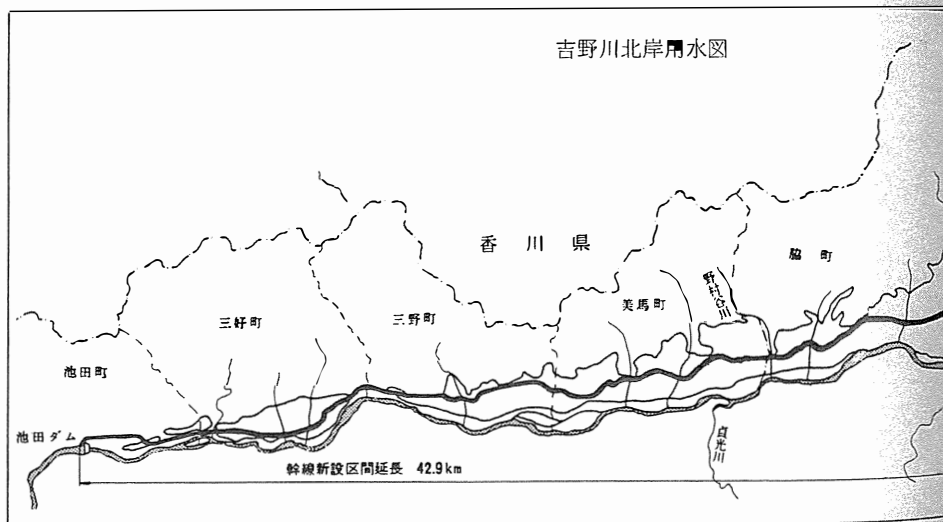 吉野川北岸用水図
香川県
脇町
野村谷川
美馬町
三野町
三好町
池田町
池田ダム
貞光川
幹線新設区間延長 42.9km